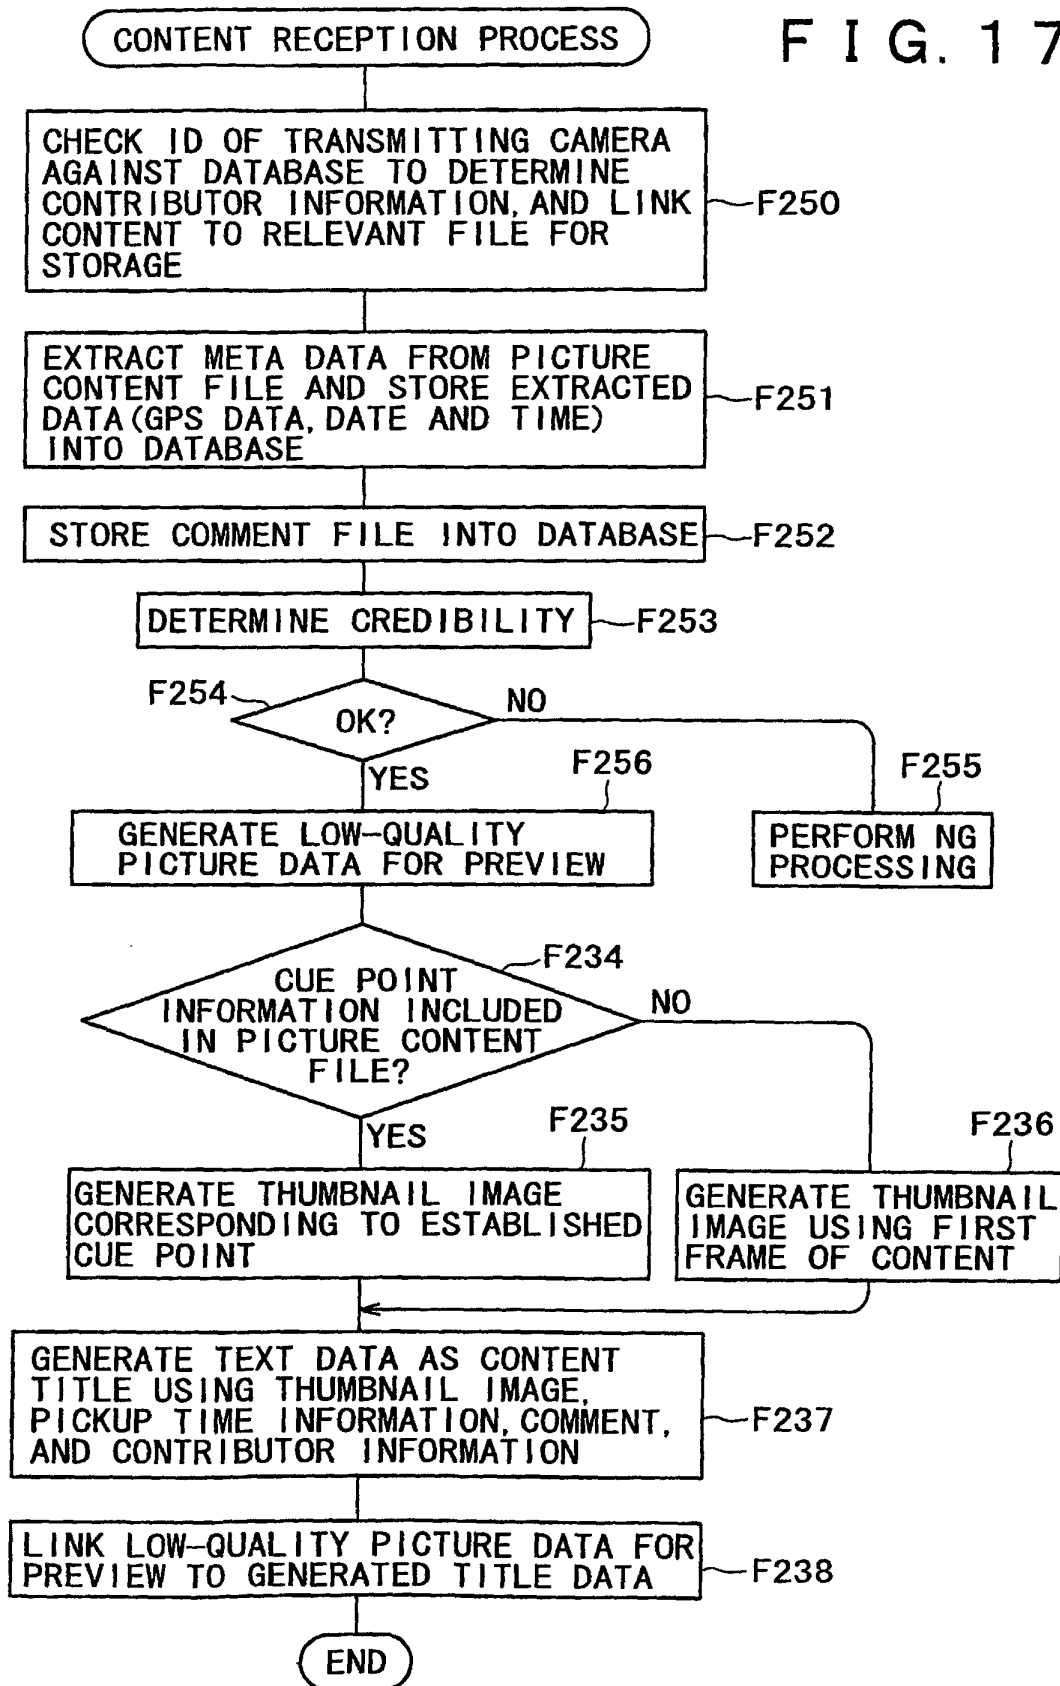 CONTENT RECEPTION PROCESS
FIG. 17
CHECK ID OF TRANSMITTING CAMERA
AGAINST DATABASE TO DETERMINE
CONTRIBUTOR INFORMATION, AND LINK
CONTENT TO RELEVANT FILE FOR
STORAGE
F250
EXTRACT META DATA FROM PICTURE
CONTENT FILE AND STORE EXTRACTED
DATA (GPS DATA, DATE AND TIME)
INTO DATABASE
F251
STORE COMMENT FILE INTO DATABASE
F252
DETERMINE CREDIBILITY
F253
F254
OK?
NO
YES
F256
F255
GENERATE LOW-QUALITY
PICTURE DATA FOR PREVIEW
PERFORM NG
PROCESSING
F234
CUE POINT
INFORMATION INCLUDED
IN PICTURE CONTENT
FILE?
NO
YES
F235
F236
GENERATE THUMBNAIL IMAGE
CORRESPONDING TO ESTABLISHED
CUE POINT
GENERATE THUMBNAIL
IMAGE USING FIRST
FRAME OF CONTENT
GENERATE TEXT DATA AS CONTENT
TITLE USING THUMBNAIL IMAGE,
PICKUP TIME INFORMATION, COMMENT,
AND CONTRIBUTOR INFORMATION
F237
LINK LOW-QUALITY PICTURE DATA FOR
PREVIEW TO GENERATED TITLE DATA
F238
END